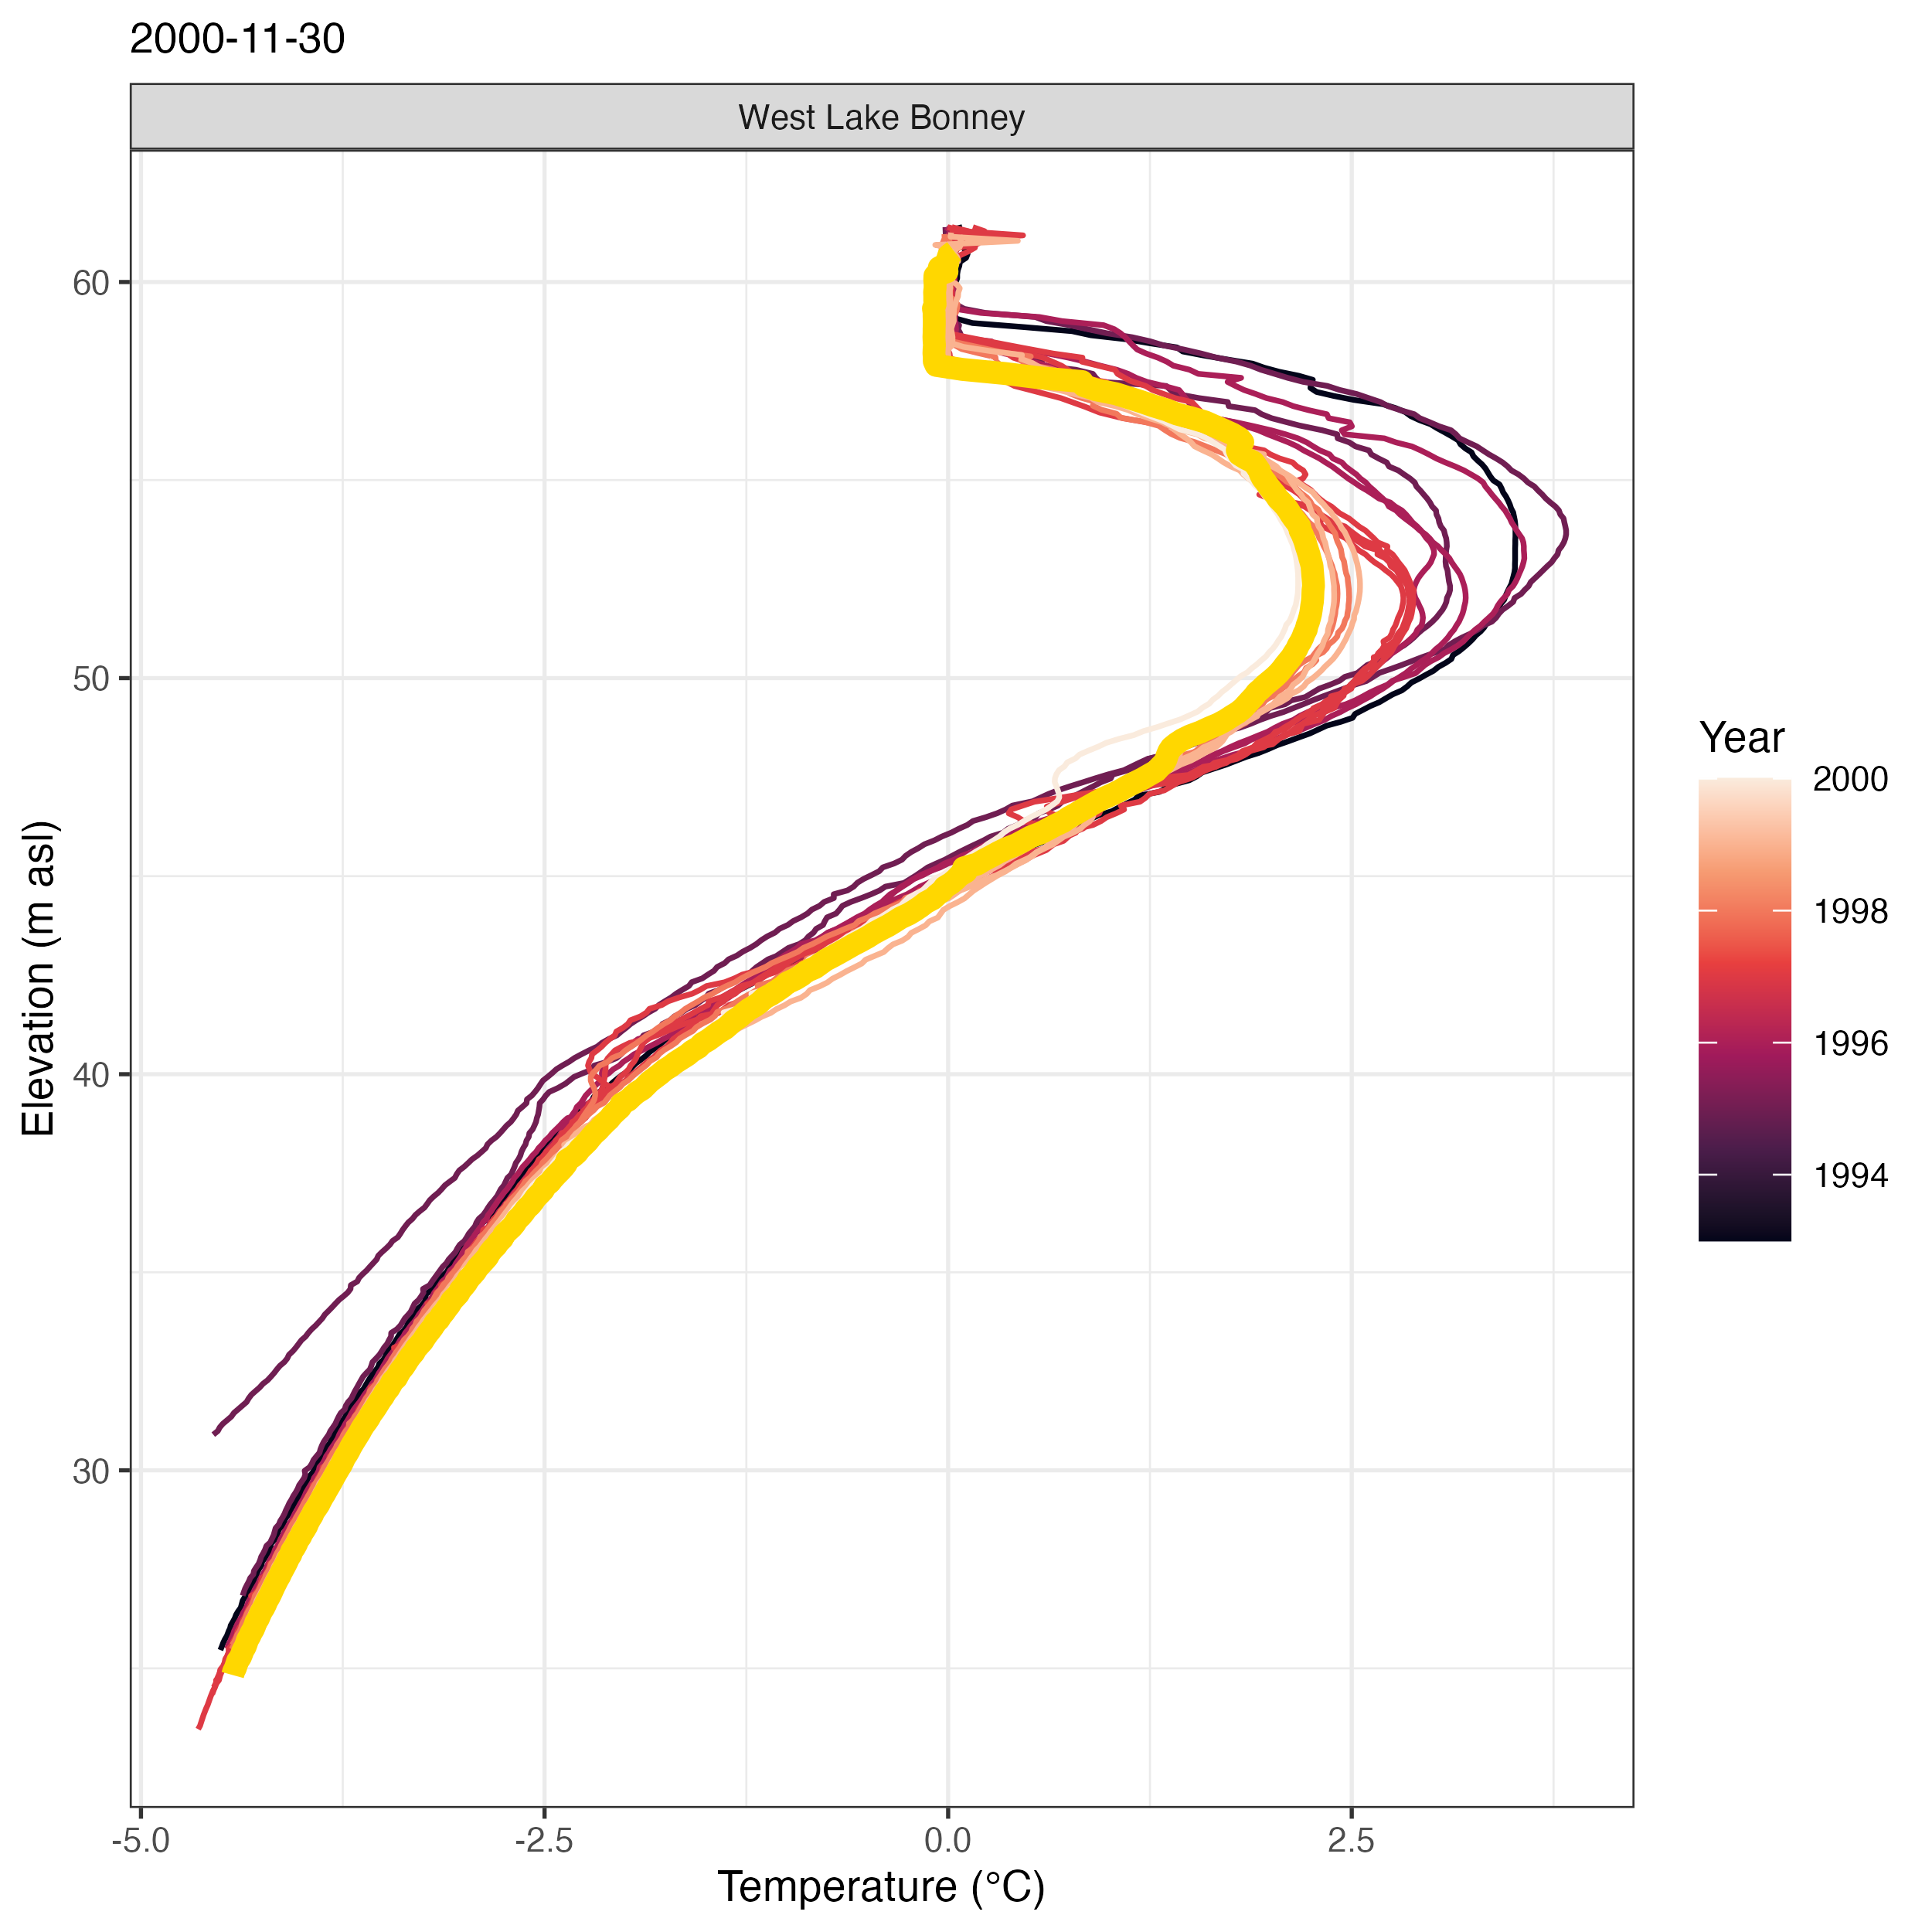 2000-11-30
West Lake Bonney
60
50
40
30
Elevation (m asl)
-5.0 -2.5 0.0 2.5
Temperature (°C)
Year
2000
1998
1996
1994